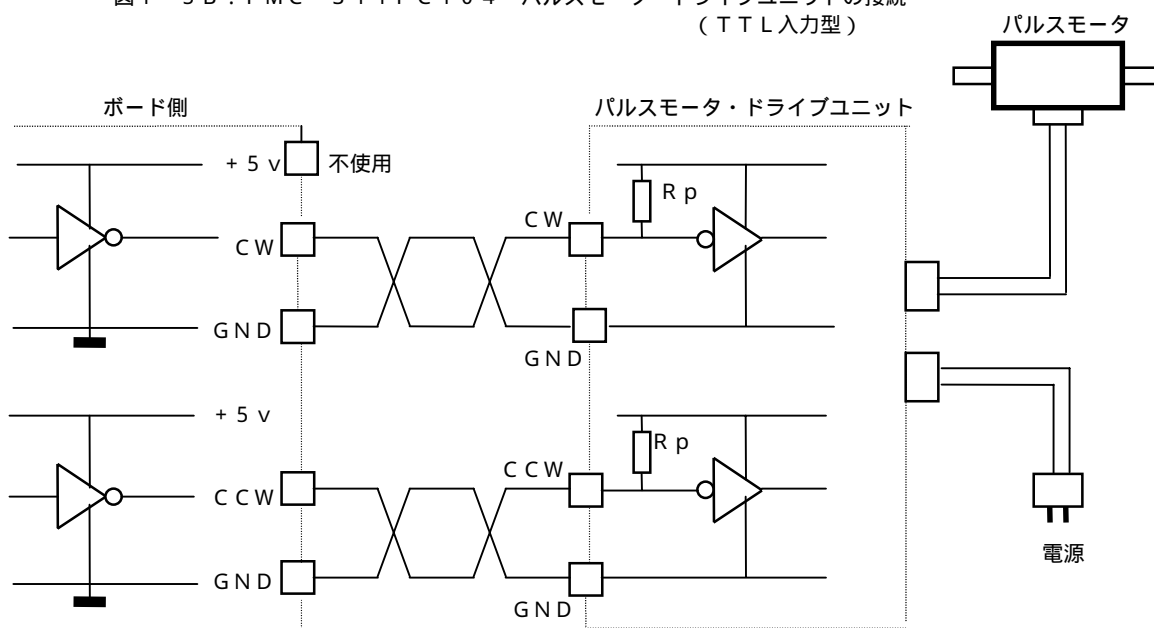 (TTL入力型)
パルスモータ
ボード側
パルスモータ・ドライブユニット
+5v
不使用
Rp
CW
CW
GND
GND
+5v
Rp
CCW
CCW
GND
GND
電源